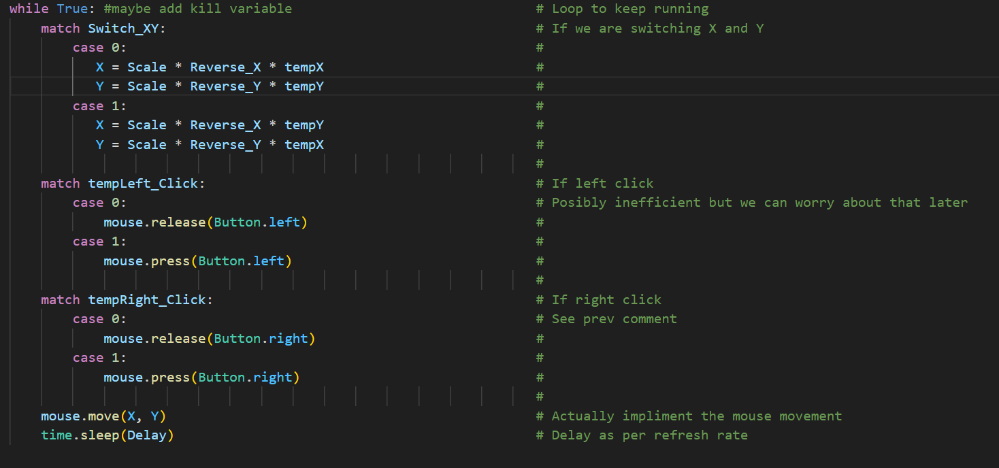 while True: #maybe add kill variable                               # Loop to keep running
    match Switch_XY:                                               # If we are switching X and Y
        case 0:                                                    #
           X = Scale * Reverse_X * tempX                           #
           Y = Scale * Reverse_Y * tempY                           #
        case 1:                                                    #
           X = Scale * Reverse_X * tempY                           #
           Y = Scale * Reverse_Y * tempX                           #
                                                                   #
    match tempLeft_Click:                                          # If left click
        case 0:                                                    # Posibly inefficient but we can worry about that later
            mouse.release(Button.left)                             #
        case 1:                                                    #
            mouse.press(Button.left)                               #
                                                                   #
    match tempRight_Click:                                         # If right click
        case 0:                                                    # See prev comment
            mouse.release(Button.right)                            #
        case 1:                                                    #
            mouse.press(Button.right)                              #
                                                                   #
    mouse.move(X, Y)                                               # Actually impliment the mouse movement
    time.sleep(Delay)                                              # Delay as per refresh rate